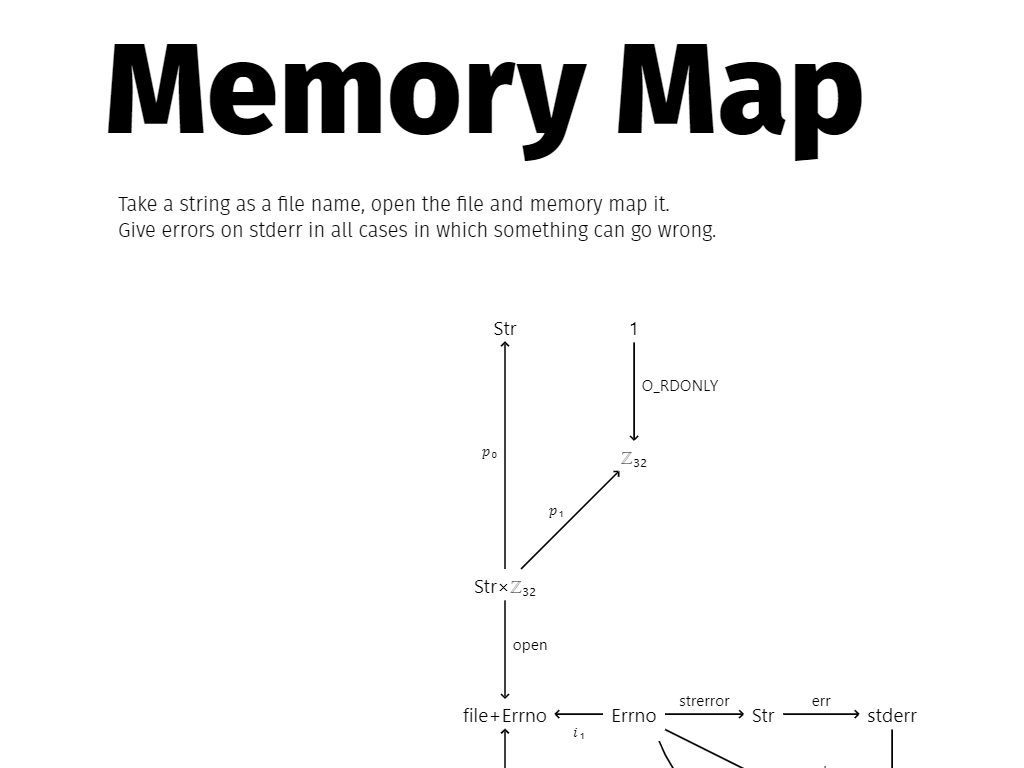 Memory Map
Take a string as a file name, open the file and memory map it.
Give errors on stderr in all cases in which something can go wrong.
Str 1
O_RDONLY
p₀ ℤ₃₂
p₁
Str×ℤ₃₂
open
strerror err
file+Errno Errno Str stderr
i₁